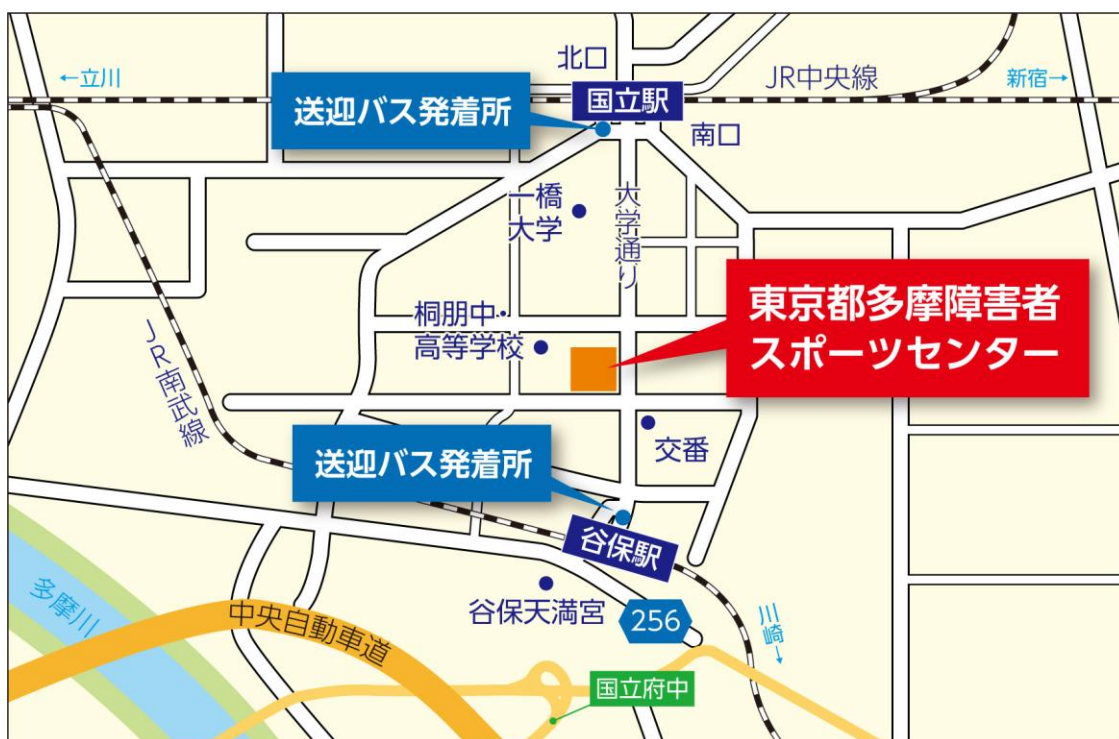 北口
←立川
JR中央線
新宿→
送迎バス発着所
国立駅
南口
一橋
大学
大学通り
東京都多摩障害者
スポーツセンター
桐朋中・
高等学校
JR南武線
交番
送迎バス発着所
谷保駅
多摩川
谷保天満宮
256
川崎→
中央自動車道
国立府中